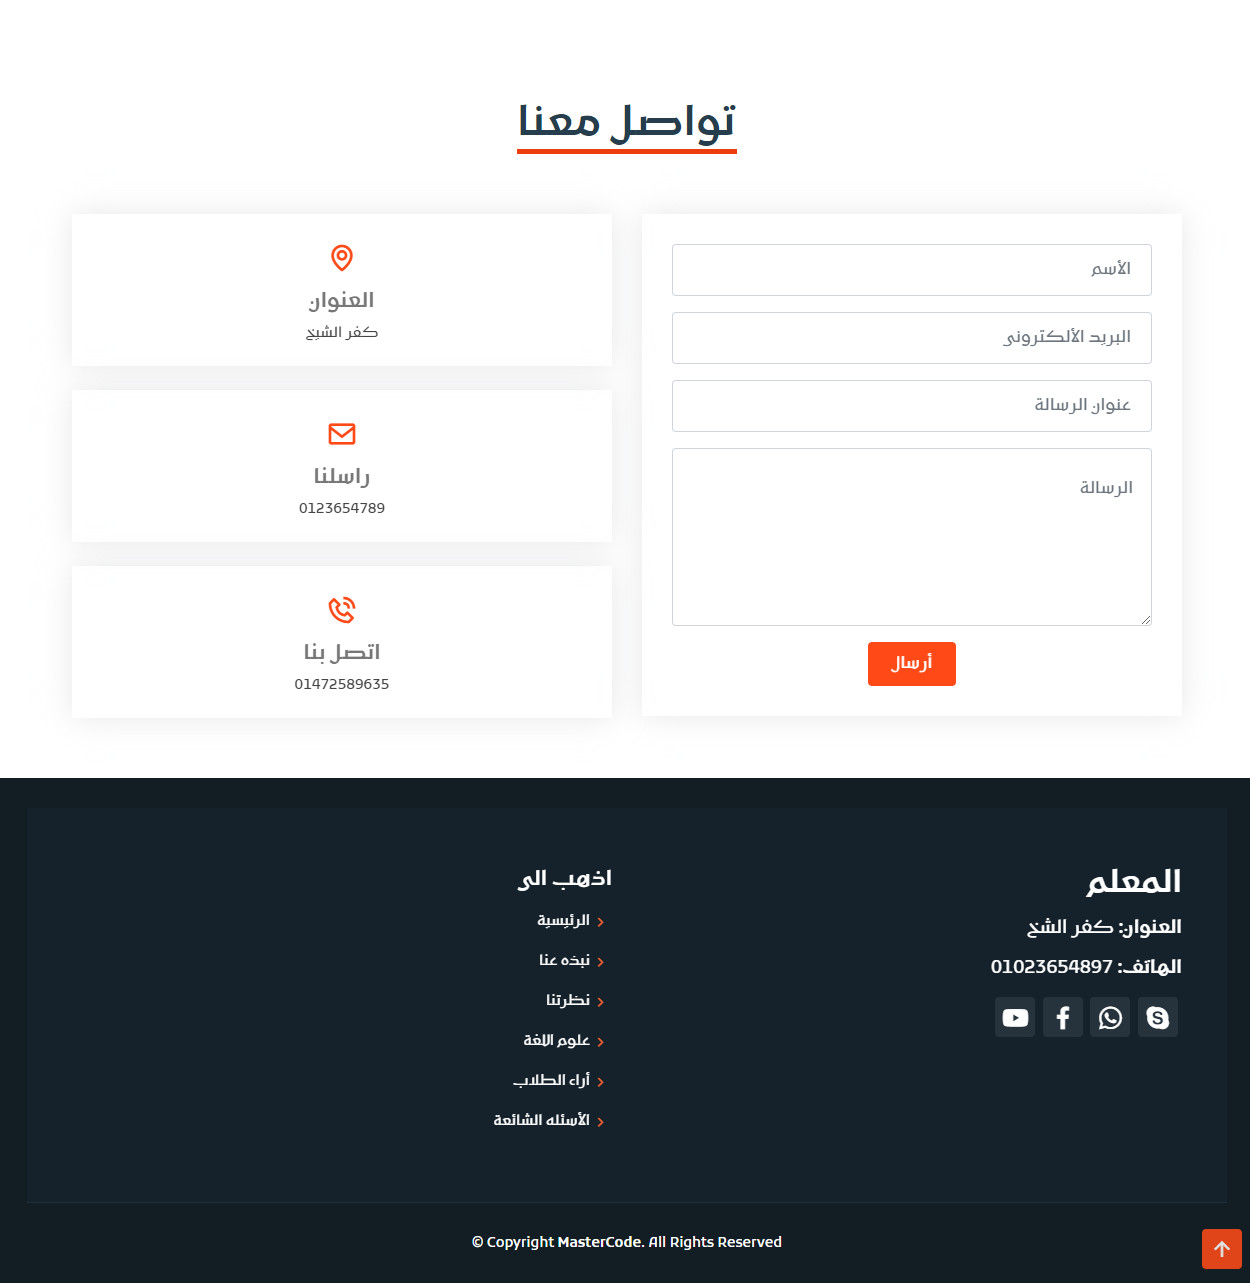 تواصل معنا
الأسم
البريد الألكترونى
عنوان الرسالة
الرسالة
أرسال
العنوان
كفر الشيخ
راسلنا
0123654789
اتصل بنا
01472589635
المعلم
العنوان: كفر الشخ
الهاتف: 01023654897
اذهب الى
الرئيسية
نبذه عنا
نظرتنا
علوم اللغة
أراء الطلاب
الأسئله الشائعة
© Copyright MasterCode. All Rights Reserved